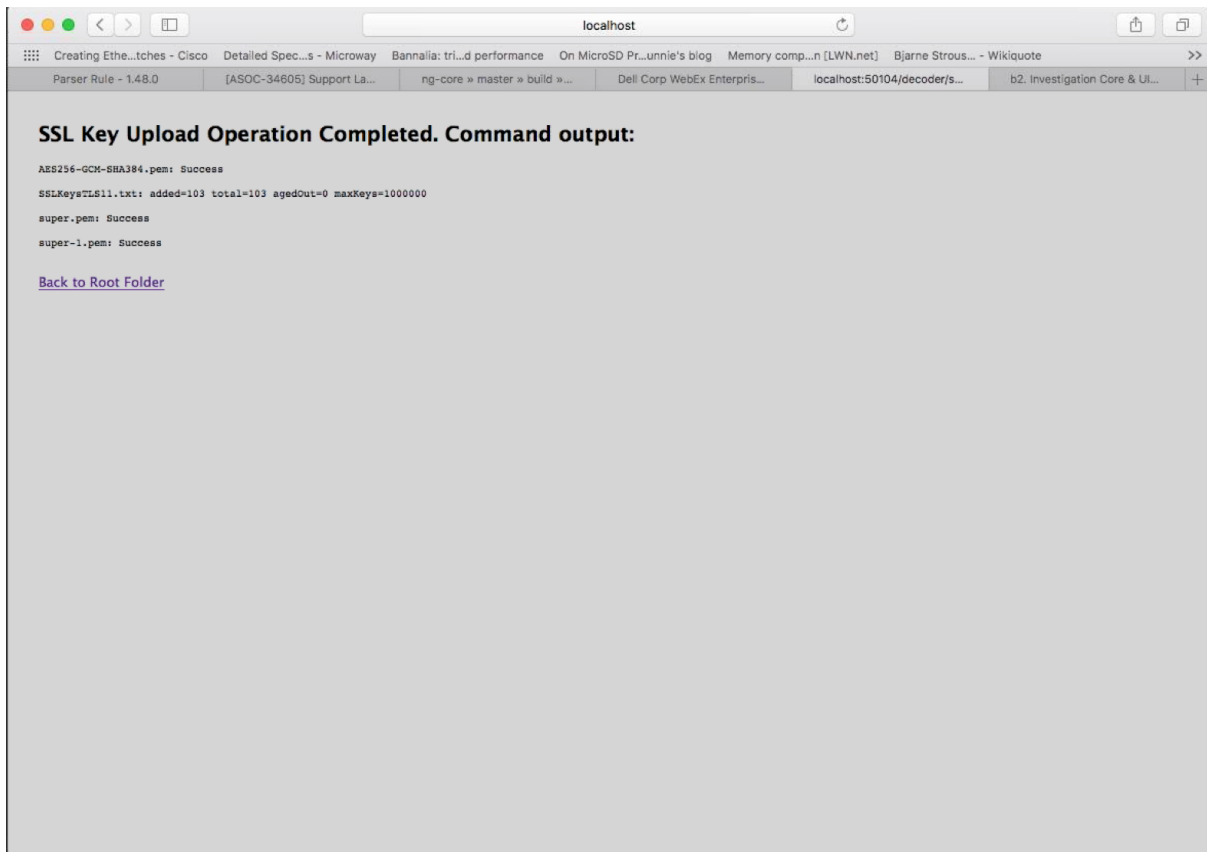 localhost
Creating Ethe...tches - Cisco Detailed Spec...s - Microway Bannalia: tri...d performance On MicroSD Pr...unnie's blog Memory comp...n [LWN.net] Bjarne Strous... - Wikiquote >>
Parser Rule - 1.48.0 [ASOC-34605] Support La... ng-core » master » build »... Dell Corp WebEx Enterpris... localhost:50104/decoder/s... b2. Investigation Core & UI... +
SSL Key Upload Operation Completed. Command output:
AES256-GCM-SHA384.pem: Success
SSLKeysTLS11.txt: added=103 total=103 agedOut=0 maxKeys=1000000
super.pem: Success
super-1.pem: Success
Back to Root Folder